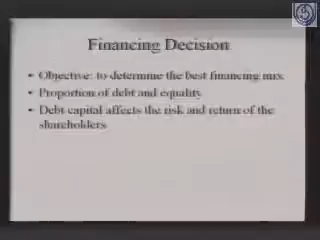 Financing Decision
• Objective: to determine the best financing mix
• Proportion of debt and equality
• Debt capital affects the risk and return of the
shareholders